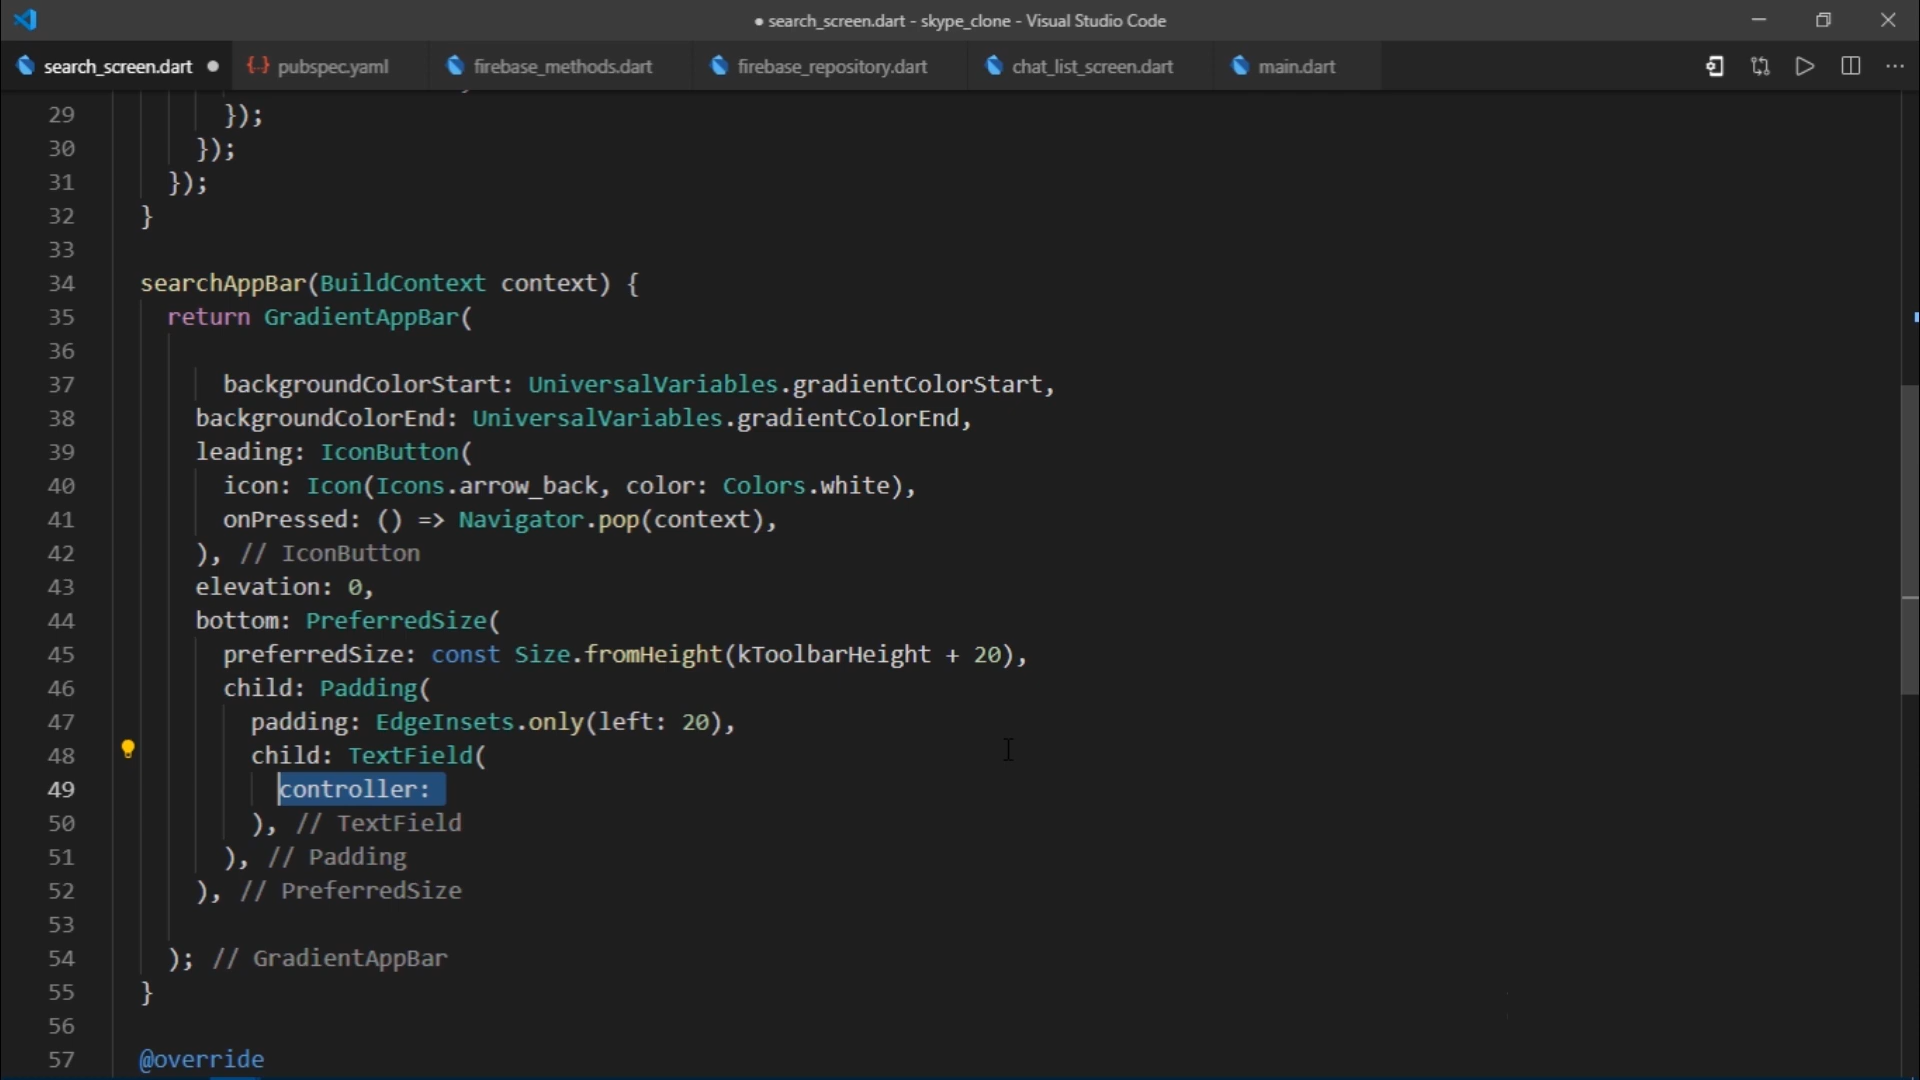 ● search_screen.dart - skype_clone - Visual Studio Code
search_screen.dart ● {..} pubspec.yaml firebase_methods.dart firebase_repository.dart chat_list_screen.dart main.dart
29 });
30 });
31 });
32 }
33
34 searchAppBar(BuildContext context) {
35 return GradientAppBar(
36
37 backgroundColorStart: UniversalVariables.gradientColorStart,
38 backgroundColorEnd: UniversalVariables.gradientColorEnd,
39 leading: IconButton(
40 icon: Icon(Icons.arrow_back, color: Colors.white),
41 onPressed: () => Navigator.pop(context),
42 ), // IconButton
43 elevation: 0,
44 bottom: PreferredSize(
45 preferredSize: const Size.fromHeight(kToolbarHeight + 20),
46 child: Padding(
47 padding: EdgeInsets.only(left: 20),
48 child: TextField(
49 controller:
50 ), // TextField
51 ), // Padding
52 ), // PreferredSize
53
54 ); // GradientAppBar
55 }
56
57 @override